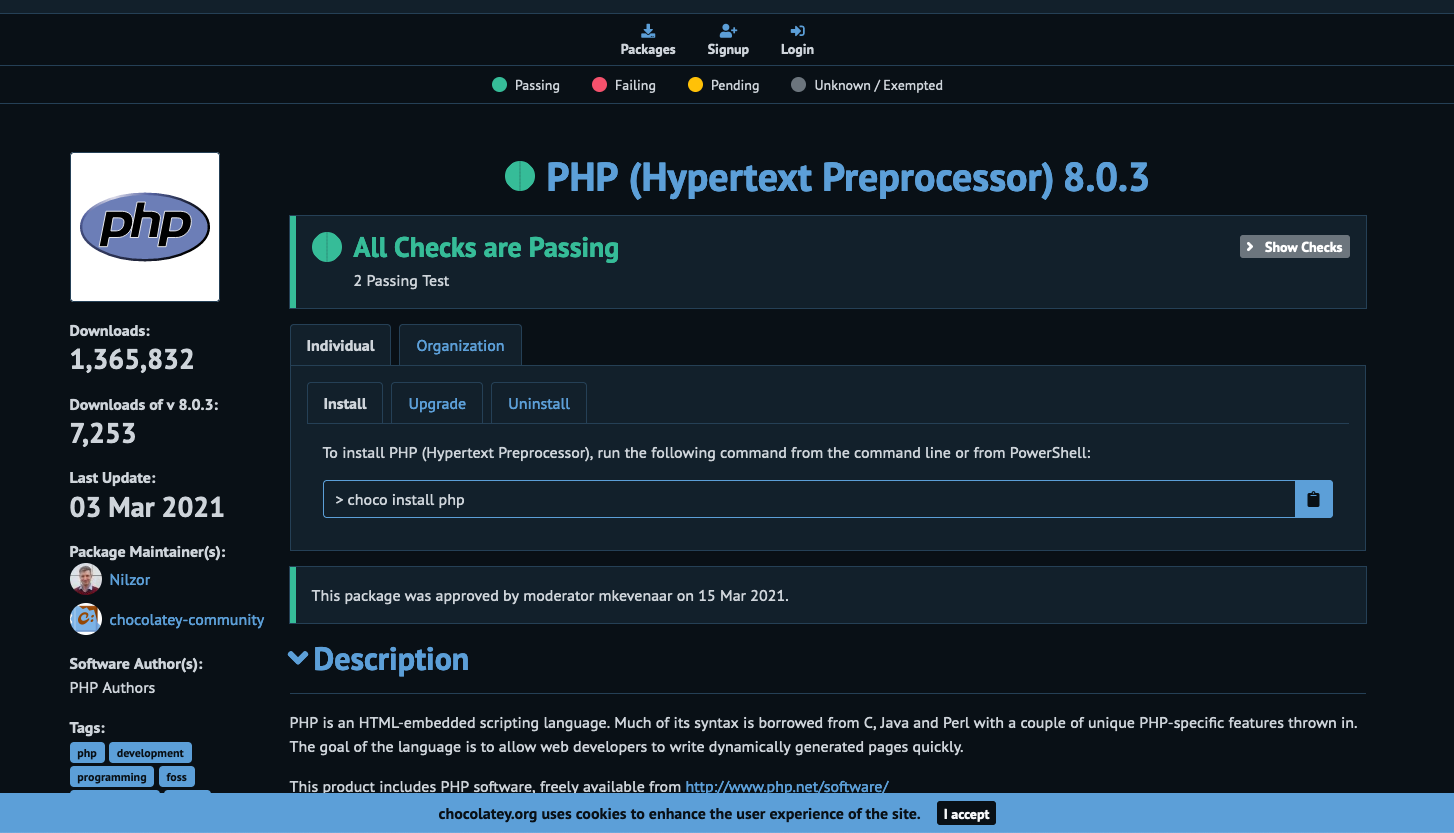 Packages
Signup
Login
Passing
Failing
Pending
Unknown / Exempted
php
Downloads:
1,365,832
Downloads of v 8.0.3:
7,253
Last Update:
03 Mar 2021
Package Maintainer(s):
Nilzor
chocolatey-community
Software Author(s):
PHP Authors
Tags:
php
development
programming
foss
PHP (Hypertext Preprocessor) 8.0.3
All Checks are Passing
Show Checks
2 Passing Test
Individual
Organization
Install
Upgrade
Uninstall
To install PHP (Hypertext Preprocessor), run the following command from the command line or from PowerShell:
> choco install php
This package was approved by moderator mkevenaar on 15 Mar 2021.
Description
PHP is an HTML-embedded scripting language. Much of its syntax is borrowed from C, Java and Perl with a couple of unique PHP-specific features thrown in.
The goal of the language is to allow web developers to write dynamically generated pages quickly.
This product includes PHP software, freely available from http://www.php.net/software/
chocolatey.org uses cookies to enhance the user experience of the site.
I accept